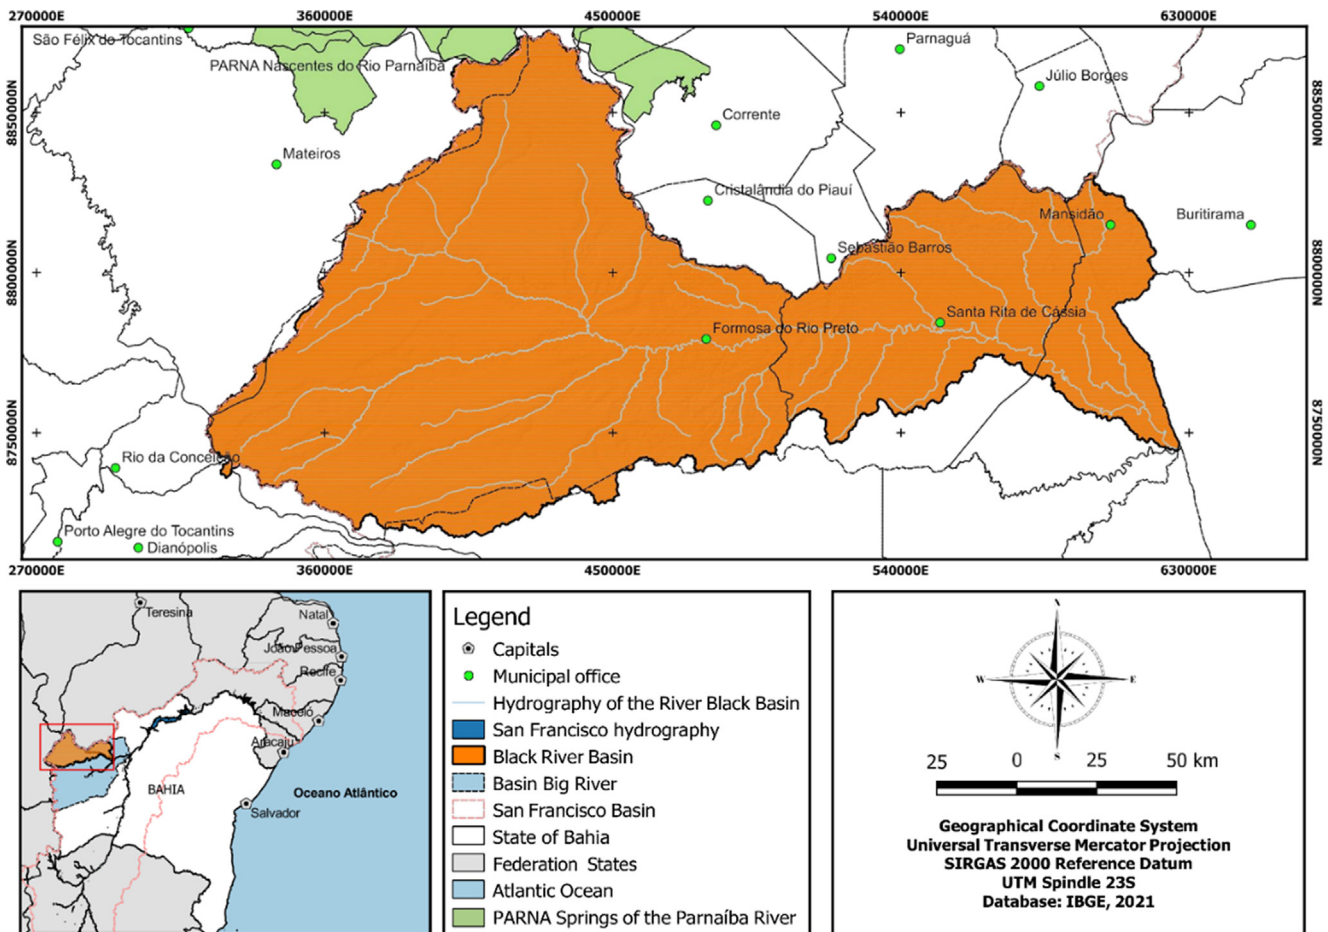 270000E 360000E 450000E 540000E 630000E
São Félix do Tocantins
Parnaguá
PARNA Nascentes do Rio Parnaíba
Júlio Borges
8850000N
8850000N
Corrente
Mateiros
Cristalândia do Piauí
Mansidão
Buritirama
Sebastião Barros
8800000N
8800000N
Santa Rita de Cássia
Formosa do Rio Preto
8750000N
8750000N
Rio da Conceição
Porto Alegre do Tocantins
Dianópolis
270000E 360000E 450000E 540000E 630000E
Teresina
Natal
João Pessoa
Recife
Maceió
Aracaju
BAHIA
Oceano Atlântico
Salvador
Legend
Capitals
Municipal office
Hydrography of the River Black Basin
San Francisco hydrography
Black River Basin
Basin Big River
San Francisco Basin
State of Bahia
Federation States
Atlantic Ocean
PARNA Springs of the Parnaíba River
N
W
E
S
25 0 25 50 km
Geographical Coordinate System
Universal Transverse Mercator Projection
SIRGAS 2000 Reference Datum
UTM Spindle 23S
Database: IBGE, 2021